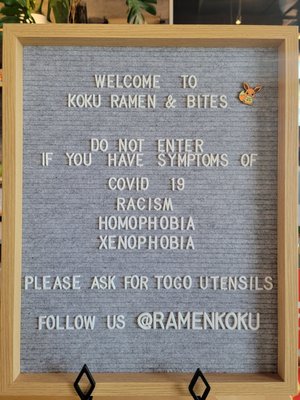 WELCOME TO
KOKU RAMEN & BITES
DO NOT ENTER
IF YOU HAVE SYMPTOMS OF
COVID 19
RACISM
HOMOPHOBIA
XENOPHOBIA
PLEASE ASK FOR TOGO UTENSILS
FOLLOW US @RAMENKOKU